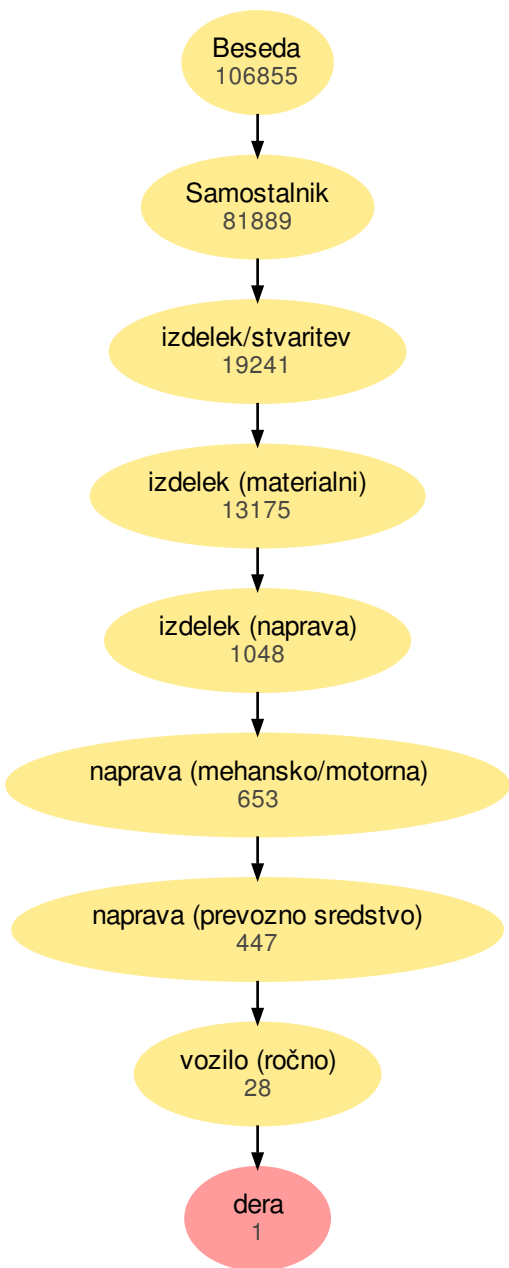 Beseda
106855
Samostalnik
81889
izdelek/stvaritev
19241
izdelek (materialni)
13175
izdelek (naprava)
1048
naprava (mehansko/motorna)
653
naprava (prevozno sredstvo)
447
vozilo (ročno)
28
dera
1